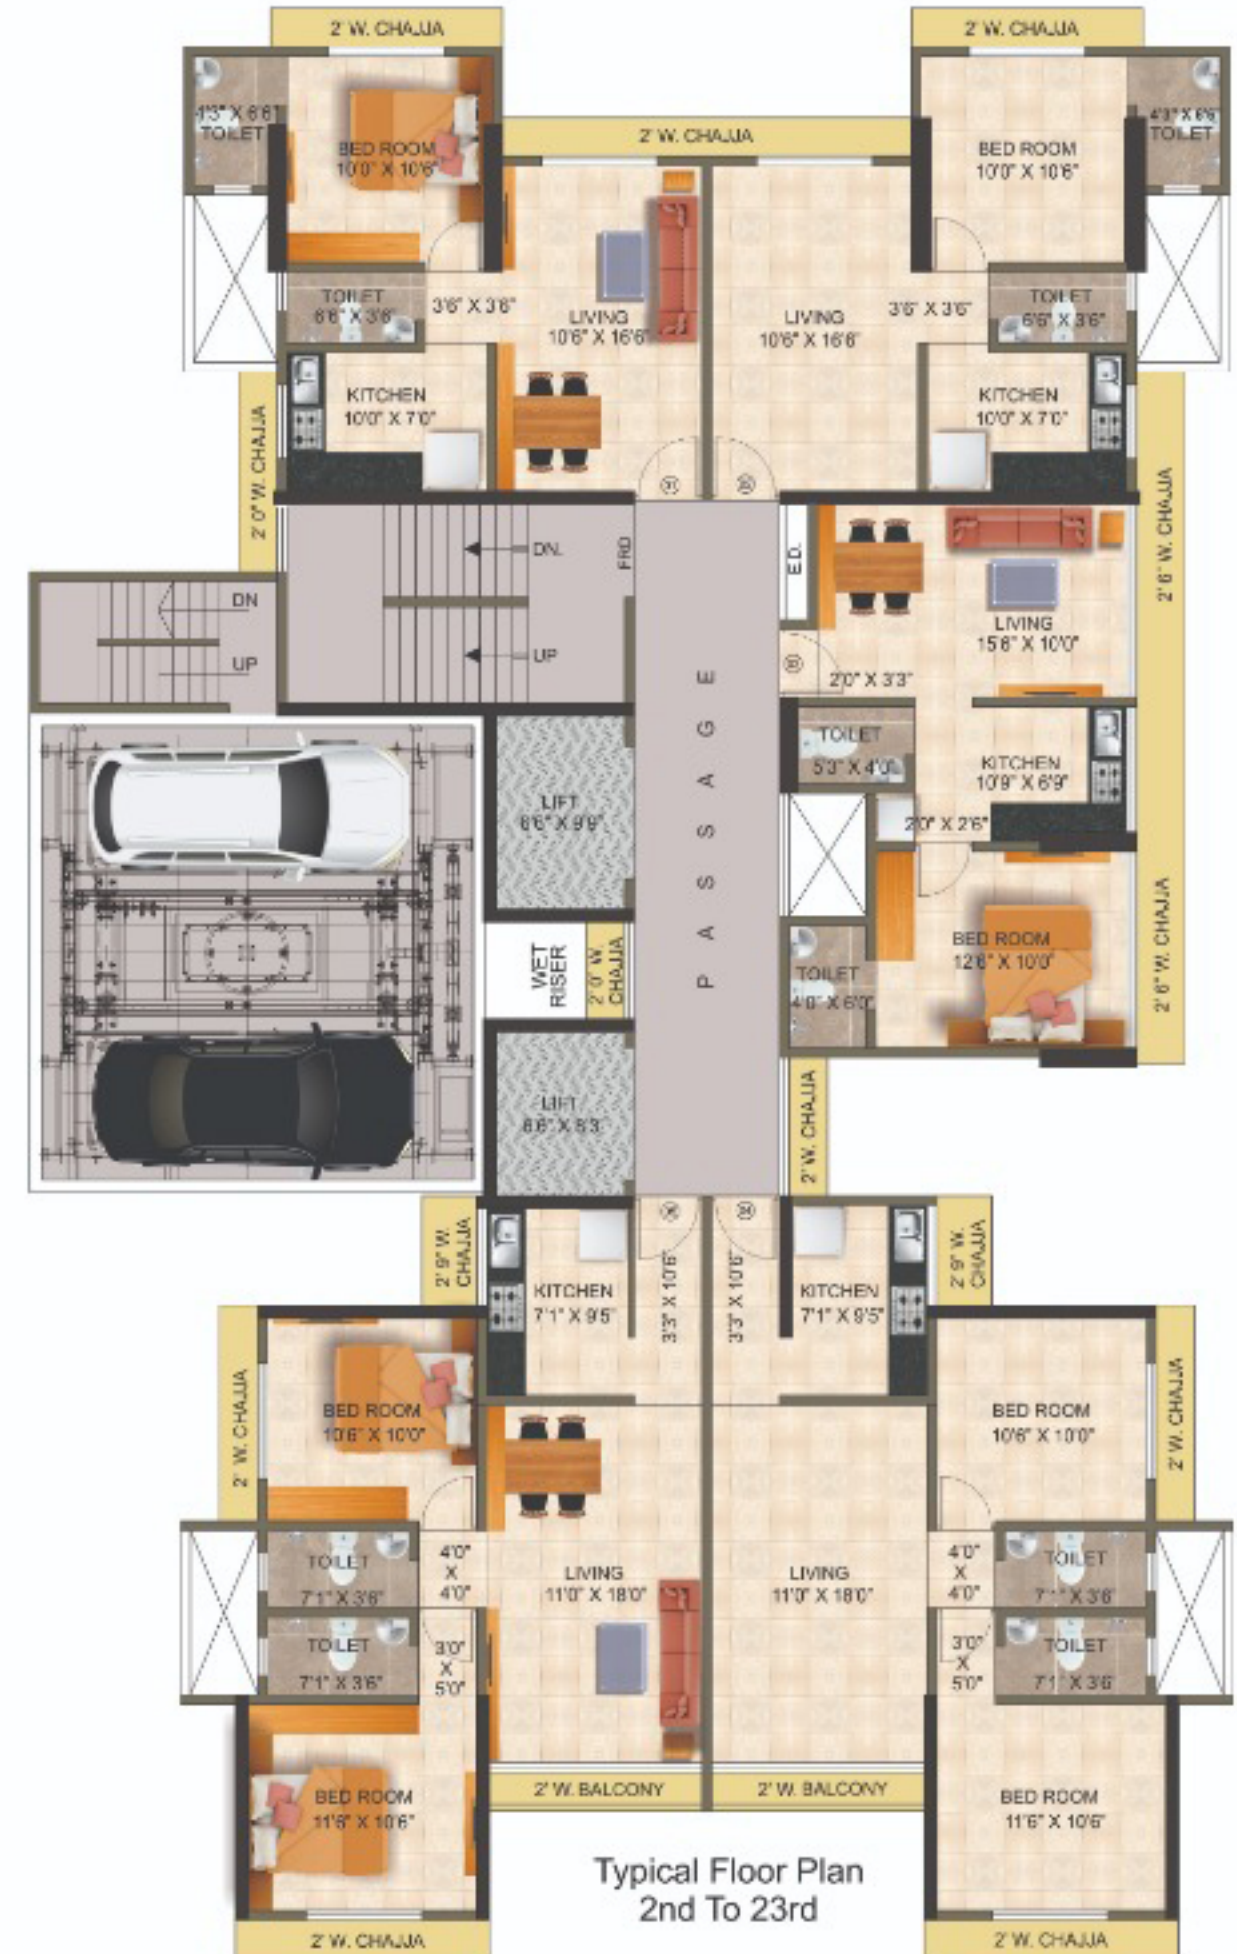 2' W. CHAJJA
2' W. CHAJJA
4'3" X 6'6"
TOILET
BED ROOM
10'0" X 10'6"
2' W. CHAJJA
BED ROOM
10'0" X 10'6"
4'3" X 6'6"
TOILET
TOILET
6'6" X 3'6"
3'6" X 3'6"
LIVING
10'6" X 16'6"
LIVING
10'6" X 16'6"
3'6" X 3'6"
TOILET
6'6" X 3'6"
KITCHEN
10'0" X 7'0"
KITCHEN
10'0" X 7'0"
2' 0" W. CHAJJA
2' 6" W. CHAJJA
DN.
UP
FRD
E.D.
DN
UP
LIVING
15'6" X 10'0"
2'0" X 3'3"
PASSAGE
TOILET
5'3" X 4'0"
KITCHEN
10'9" X 6'9"
2'0" X 2'6"
LIFT
6'6" X 9'9"
WET
RISER
2' 0" W.
CHAJJA
BED ROOM
12'6" X 10'0"
TOILET
4'0" X 6'0"
2' 6" W. CHAJJA
LIFT
6'6" X 8'3
2' W. CHAJJA
2' 9" W.
CHAJJA
KITCHEN
7'1" X 9'5"
3'3" X 10'6"
3'3" X 10'6"
KITCHEN
7'1" X 9'5"
2' 9" W.
CHAJJA
2' W. CHAJJA
BED ROOM
10'6" X 10'0"
BED ROOM
10'6" X 10'0"
2' W. CHAJJA
TOILET
7'1" X 3'6"
4'0"
X
4'0"
LIVING
11'0" X 18'0"
LIVING
11'0" X 18'0"
4'0"
X
4'0"
TOILET
7'1" X 3'6"
TOILET
7'1" X 3'6"
3'0"
X
5'0"
3'0"
X
5'0"
TOILET
7'1" X 3'6"
BED ROOM
11'6" X 10'6"
2' W. BALCONY
2' W. BALCONY
BED ROOM
11'6" X 10'6"
Typical Floor Plan
2nd To 23rd
2' W. CHAJJA
2' W. CHAJJA